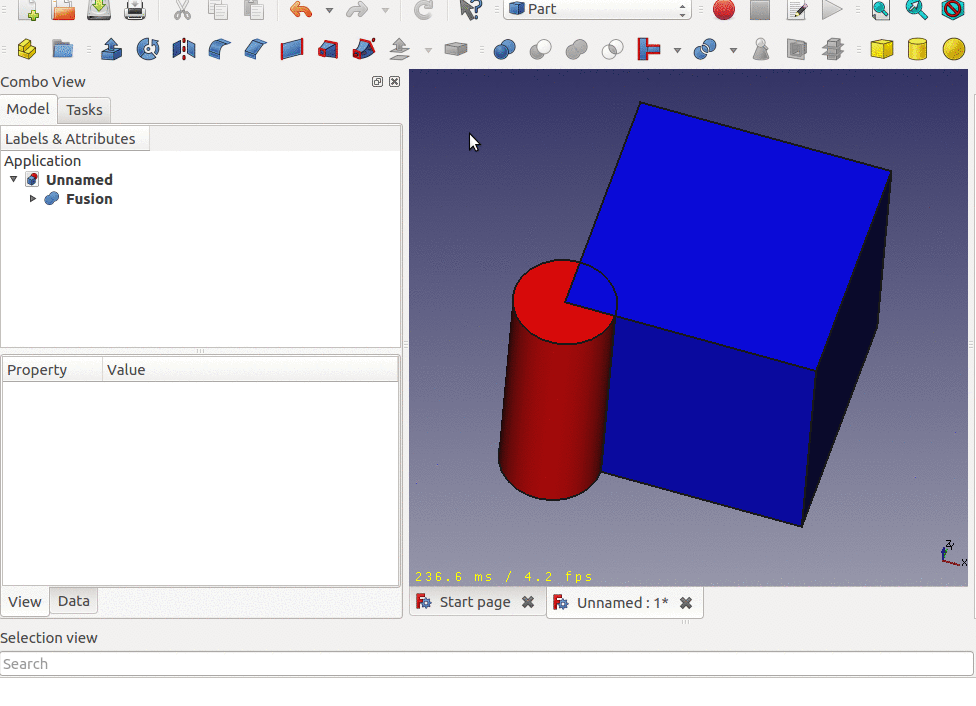 Part
Combo View
Model Tasks
Labels & Attributes
Application
Unnamed
Fusion
Property Value
236.6 ms / 4.2 fps
View Data
Start page Unnamed : 1*
Selection view
Search
Z
Y
X